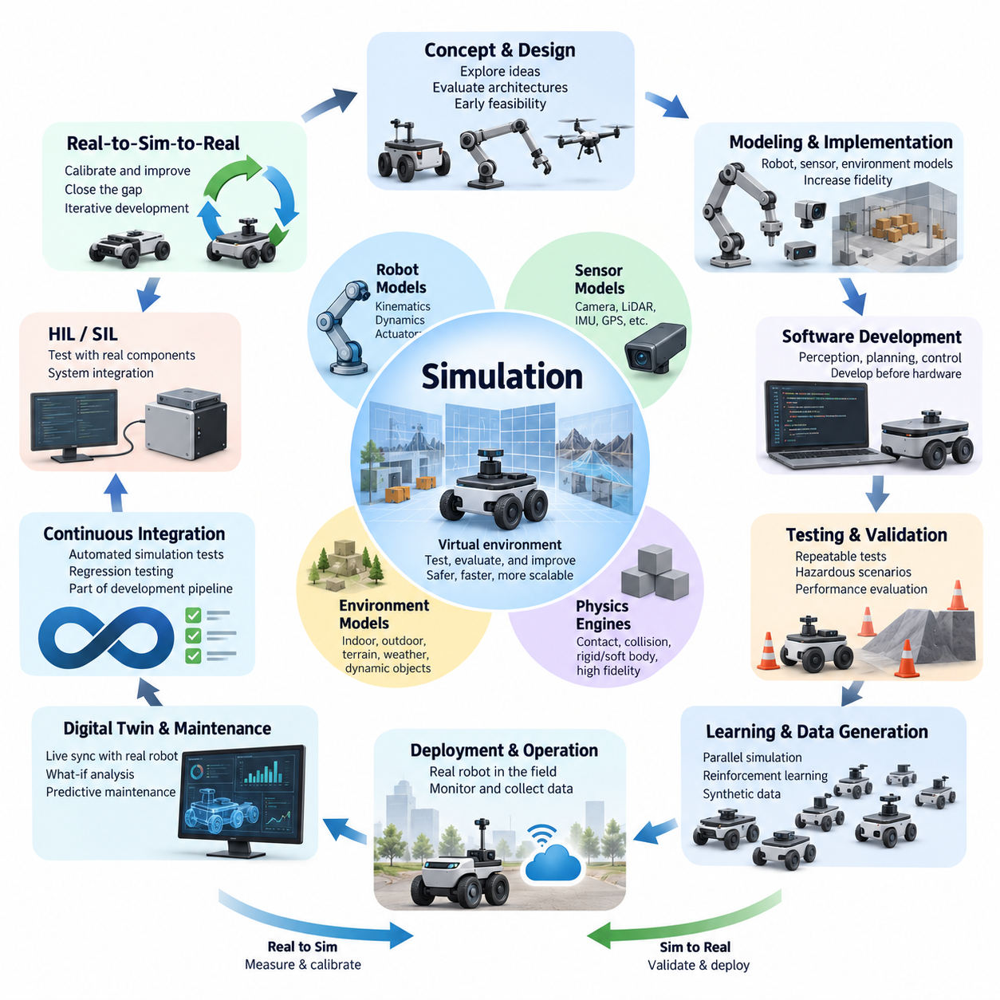 Concept & Design
Explore ideas
Evaluate architectures
Early feasibility
Modeling & Implementation
Robot, sensor, environment models
Increase fidelity
Software Development
Perception, planning, control
Develop before hardware
Testing & Validation
Repeatable tests
Hazardous scenarios
Performance evaluation
Learning & Data Generation
Parallel simulation
Reinforcement learning
Synthetic data
Deployment & Operation
Real robot in the field
Monitor and collect data
Digital Twin & Maintenance
Live sync with real robot
What-if analysis
Predictive maintenance
Continuous Integration
Automated simulation tests
Regression testing
Part of development pipeline
HIL / SIL
Test with real components
System integration
Real-to-Sim-to-Real
Calibrate and improve
Close the gap
Iterative development
Robot
Models
Kinematics
Dynamics
Sensor
Models
Camera, LiDAR,
IMU, GPS, etc.
Simulation
Virtual environment
Test, evaluate, and improve
Safer, faster, more scalable
Environment
Models
Indoor, outdoor,
terrain, weather,
dynamic objects
Physics
Engines
Contact, collision,
rigid/soft body,
high fidelity
Real to Sim
Measure & calibrate
Sim to Real
Validate & deploy